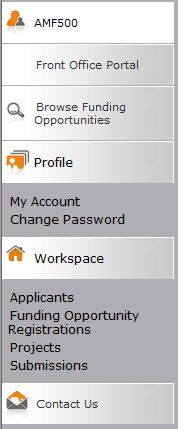 AMF500
Front Office Portal
Browse Funding
Opportunities
Profile
My Account
Change Password
Workspace
Applicants
Funding Opportunity
Registrations
Projects
Submissions
Contact Us